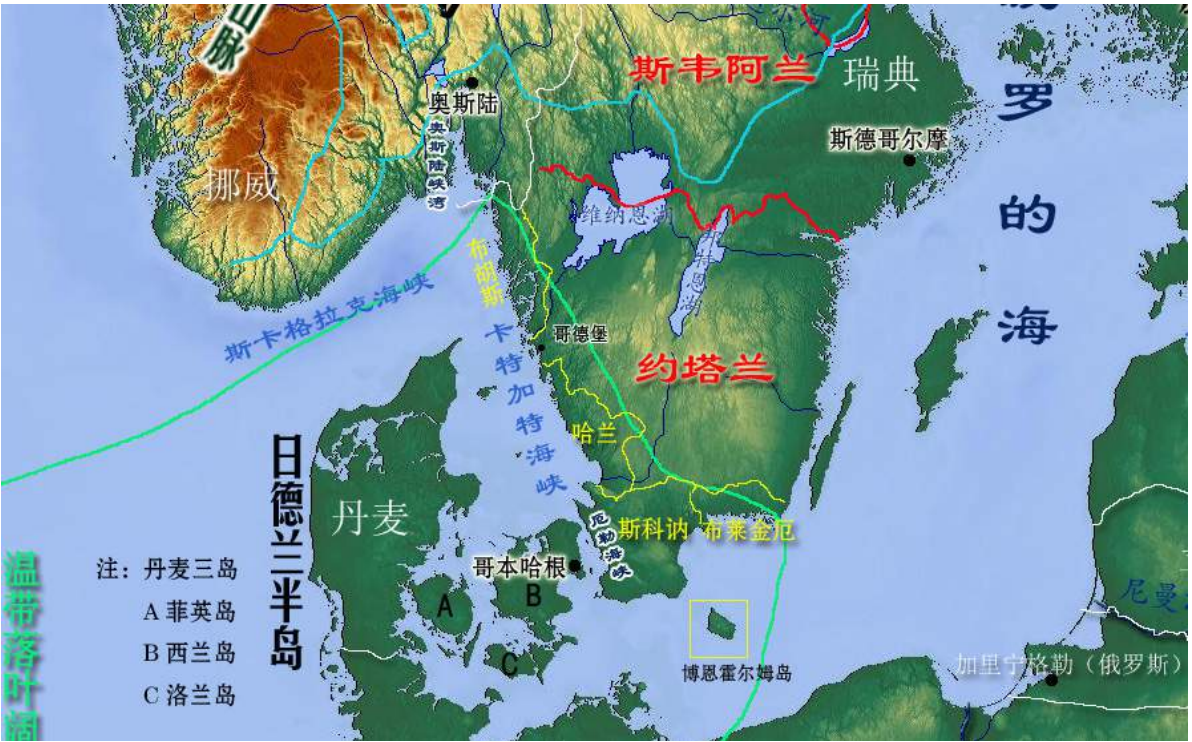 山脉
斯韦阿兰
瑞典
奥斯陆
斯德哥尔摩
罗的海
奥斯陆峡湾
挪威
维纳恩湖
特恩湖
布胡斯
斯卡格拉克海峡
卡特加特海峡
哥德堡
约塔兰
哈兰
日德兰半岛
丹麦
斯科讷
布莱金厄
厄勒海峡
哥本哈根
温带落叶阔
注：丹麦三岛
A 菲英岛
B 西兰岛
C 洛兰岛
A
B
C
博恩霍尔姆岛
尼曼
加里宁格勒（俄罗斯）